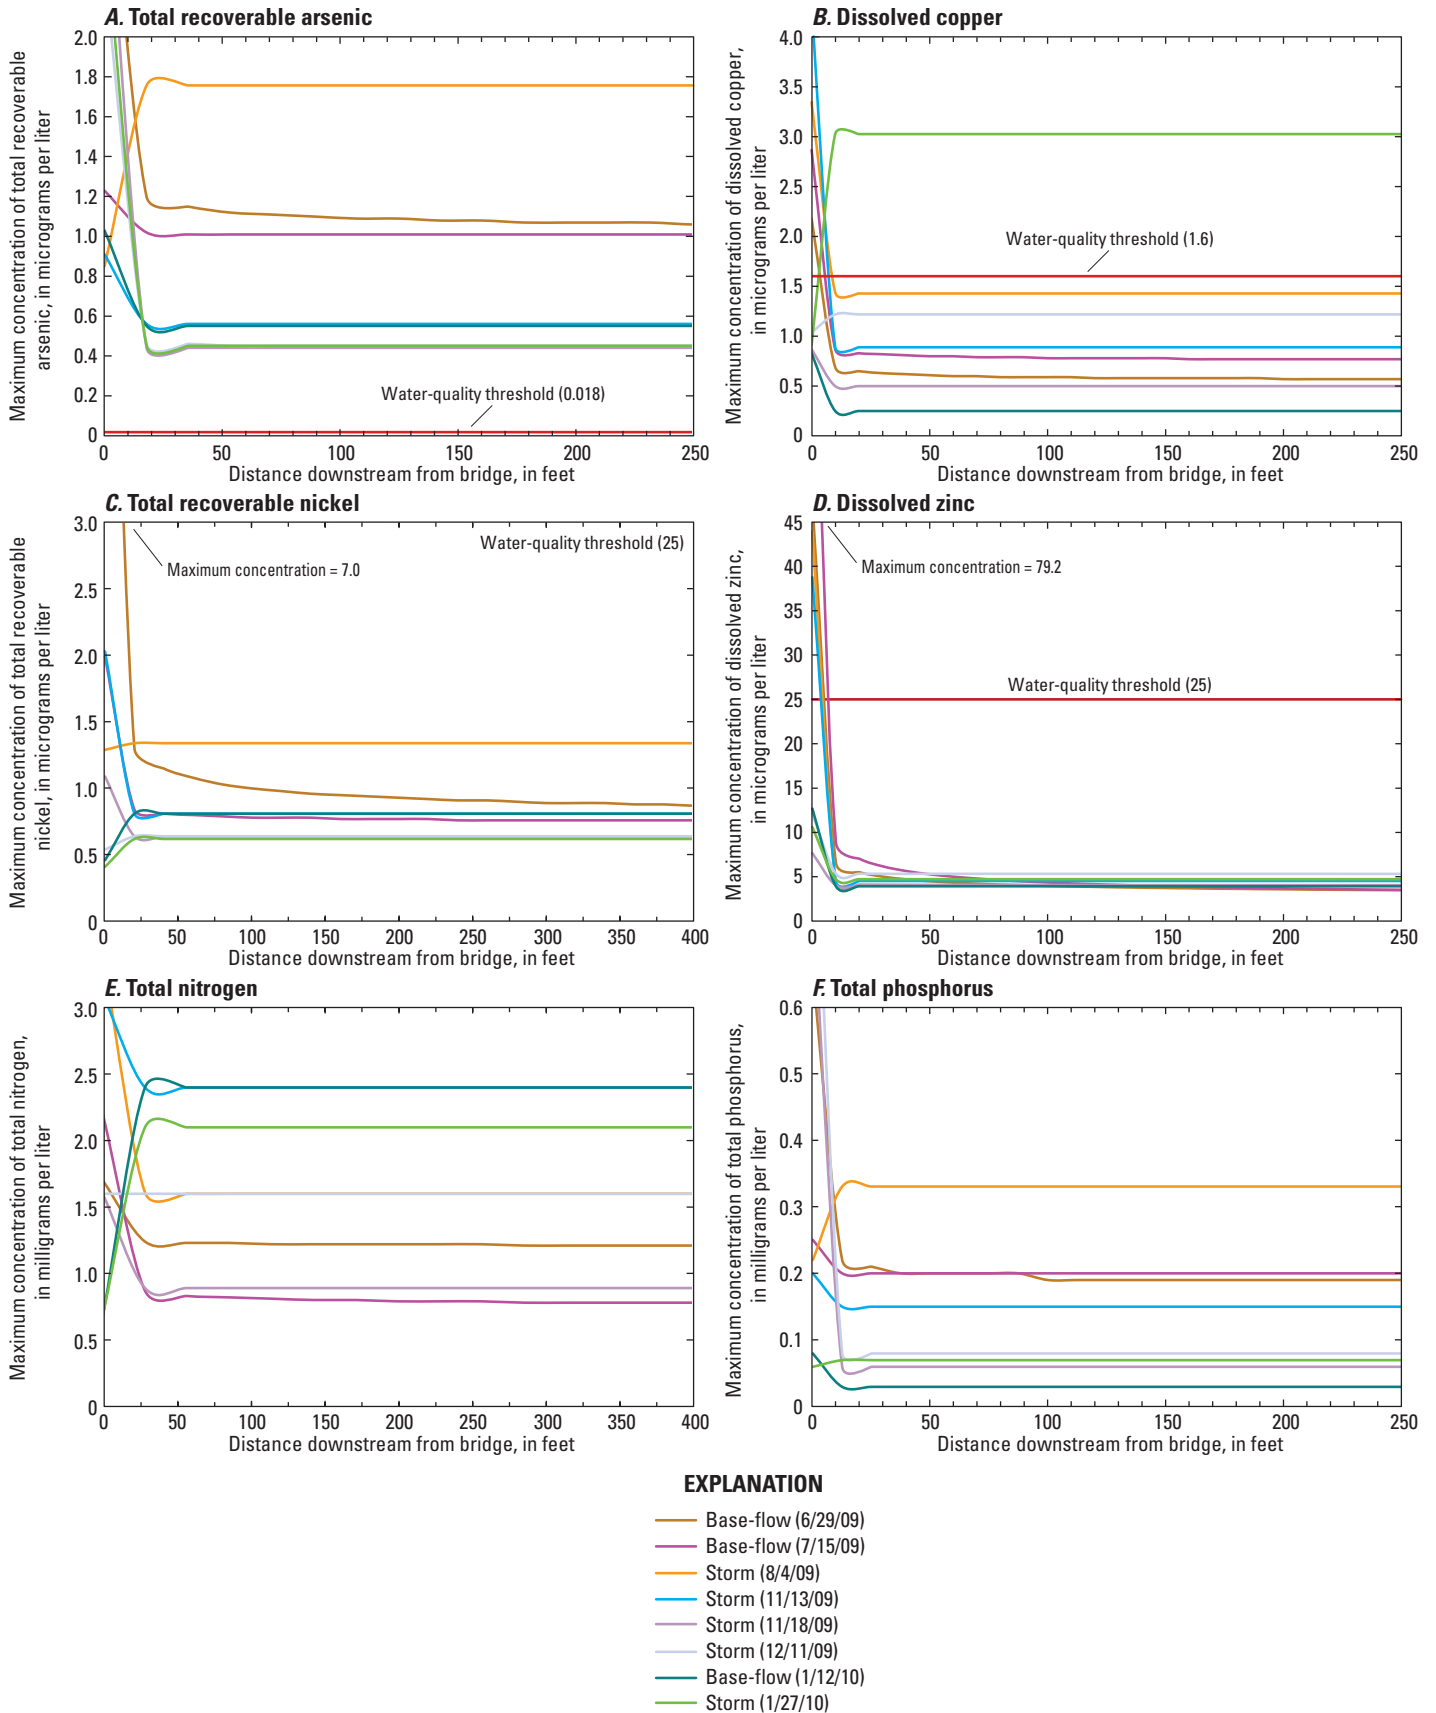 A. Total recoverable arsenic
Maximum concentration of total recoverable
arsenic, in micrograms per liter
2.0
1.8
1.6
1.4
1.2
1.0
0.8
0.6
0.4
0.2
0
Water-quality threshold (0.018)
0 50 100 150 200 250
Distance downstream from bridge, in feet
B. Dissolved copper
Maximum concentration of dissolved copper,
in micrograms per liter
4.0
3.5
3.0
2.5
2.0
1.5
1.0
0.5
0
Water-quality threshold (1.6)
0 50 100 150 200 250
Distance downstream from bridge, in feet
C. Total recoverable nickel
Maximum concentration of total recoverable
nickel, in micrograms per liter
3.0
2.5
2.0
1.5
1.0
0.5
0
Water-quality threshold (25)
Maximum concentration = 7.0
0 50 100 150 200 250 300 350 400
Distance downstream from bridge, in feet
D. Dissolved zinc
Maximum concentration of dissolved zinc,
in micrograms per liter
45
40
35
30
25
20
15
10
5
0
Maximum concentration = 79.2
Water-quality threshold (25)
0 50 100 150 200 250
Distance downstream from bridge, in feet
E. Total nitrogen
Maximum concentration of total nitrogen,
in milligrams per liter
3.0
2.5
2.0
1.5
1.0
0.5
0
0 50 100 150 200 250 300 350 400
Distance downstream from bridge, in feet
F. Total phosphorus
Maximum concentration of total phosphorus,
in milligrams per liter
0.6
0.5
0.4
0.3
0.2
0.1
0
0 50 100 150 200 250
Distance downstream from bridge, in feet
EXPLANATION
Base-flow (6/29/09)
Base-flow (7/15/09)
Storm (8/4/09)
Storm (11/13/09)
Storm (11/18/09)
Storm (12/11/09)
Base-flow (1/12/10)
Storm (1/27/10)